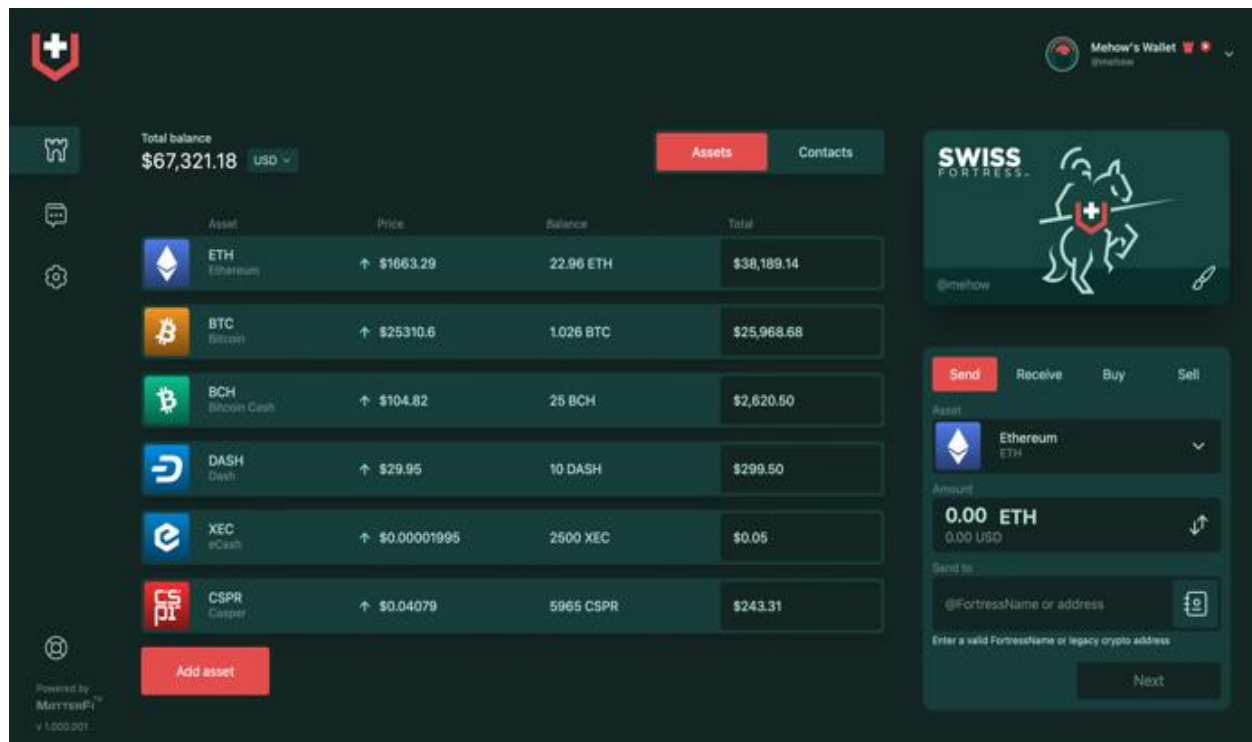 Mehow's Wallet
@mehow
Total balance
$67,321.18 USD
Assets Contacts
SWISS
FORTRESS
@mehow
Asset Price Balance Total
ETH
Ethereum
$1663.29 22.96 ETH $38,189.14
BTC
Bitcoin
$25310.6 1.026 BTC $25,968.68
BCH
Bitcoin Cash
$104.82 25 BCH $2,620.50
DASH
Dash
$29.95 10 DASH $299.50
XEC
eCash
$0.00001995 2500 XEC $0.05
CSPR
Casper
$0.04079 5965 CSPR $243.31
Add asset
Send Receive Buy Sell
Asset
Ethereum
ETH
Amount
0.00 ETH
0.00 USD
Send to
@FortressName or address
Enter a valid FortressName or legacy crypto address
Next
Powered by
MATTERFI™
v 1.000.001